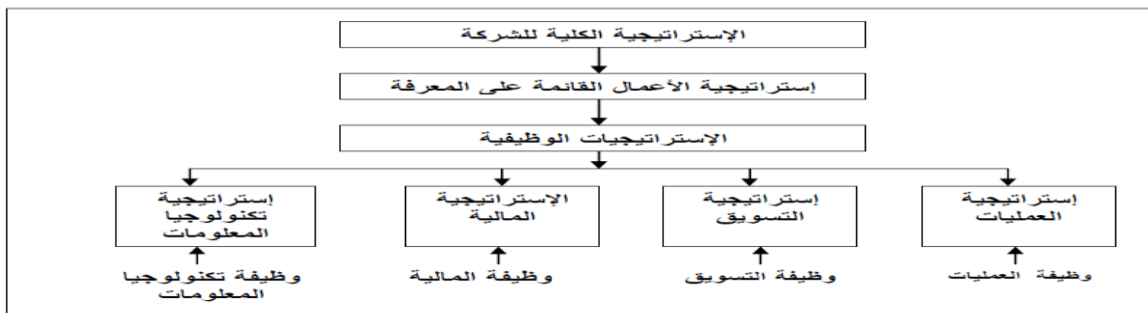 الإستراتيجية الكلية للشركة
إستراتيجية الأعمال القائمة على المعرفة
الإستراتيجيات الوظيفية
إستراتيجية
العمليات
إستراتيجية
التسويق
الإستراتيجية
المالية
إستراتيجية
تكنولوجيا
المعلومات
وظيفة العمليات
وظيفة التسويق
وظيفة المالية
وظيفة تكنولوجيا
المعلومات